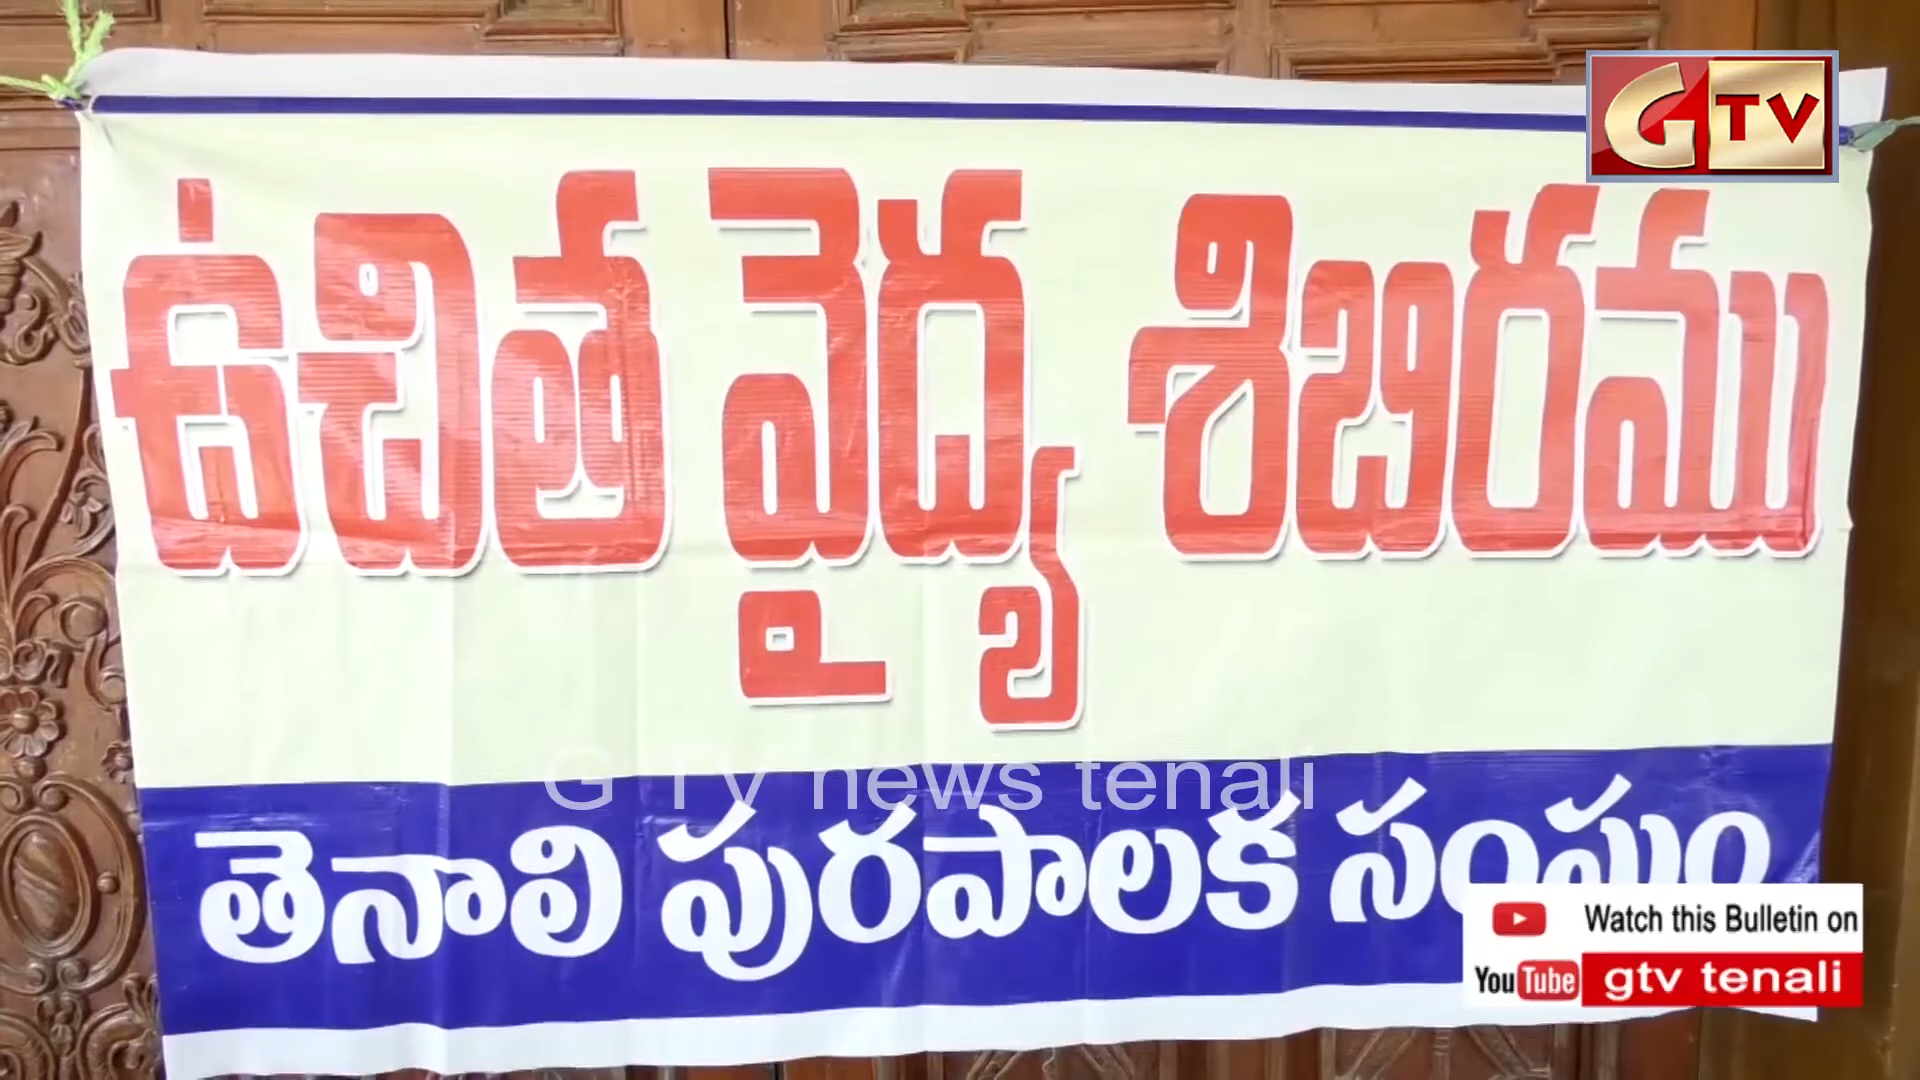 GTV
ఉచిత వైద్య శిబిరము
G TV news tenali
తెనాలి పురపాలక సంఘం
Watch this Bulletin on
YouTube gtv tenali